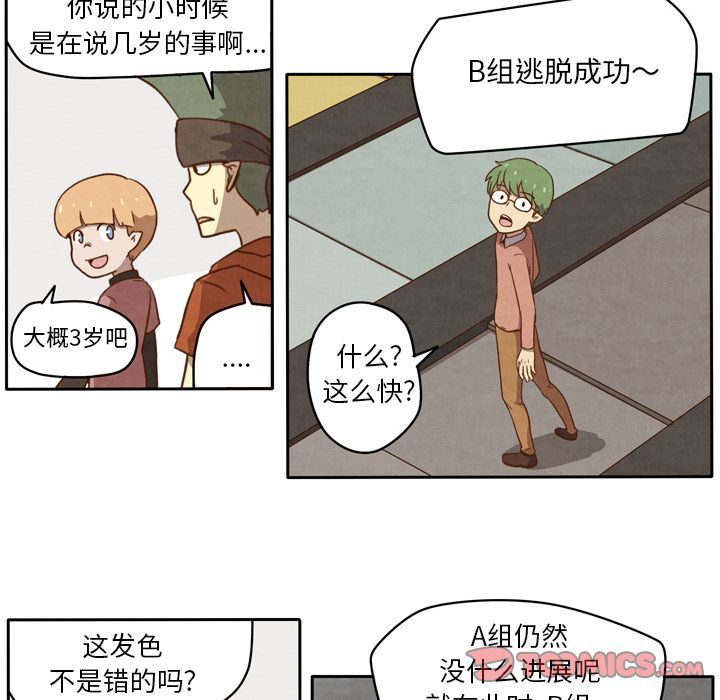 你说的小时候
是在说几岁的事啊...
大概3岁吧
....
B组逃脱成功～
什么?
这么快?
这发色
不是错的吗?
A组仍然
没什么进展呢
TOOMICS.COM